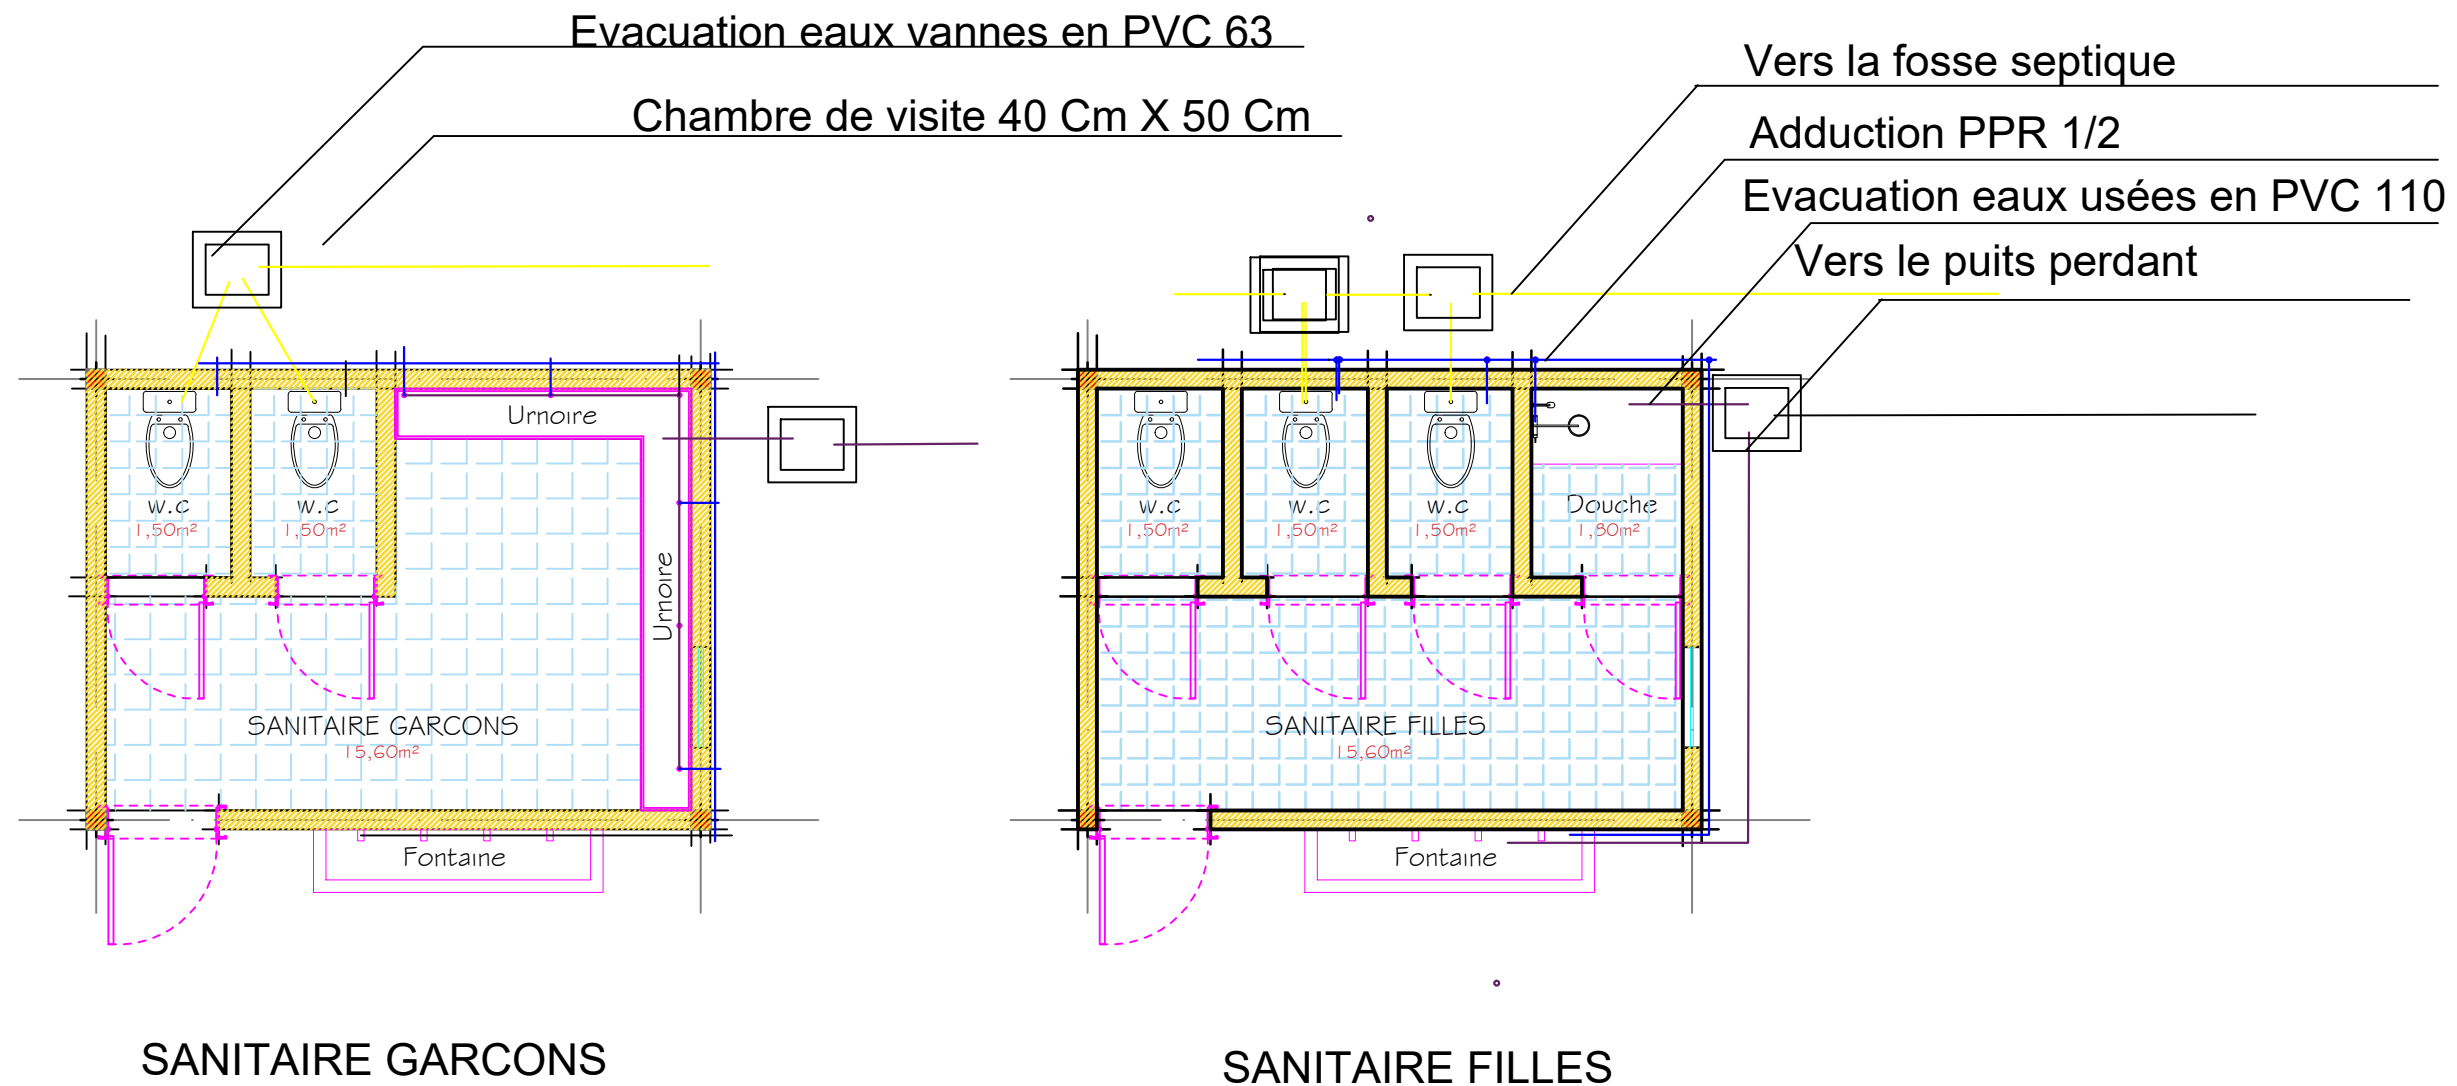 Evacuation eaux vannes en PVC 63
Chambre de visite 40 Cm X 50 Cm
Vers la fosse septique
Adduction PPR 1/2
Evacuation eaux usées en PVC 110
Vers le puits perdant
Urnoire
w.c
1,50m²
w.c
1,50m²
Urnoire
SANITAIRE GARCONS
15,60m²
Fontaine
w.c
1,50m²
w.c
1,50m²
w.c
1,50m²
Douche
1,80m²
SANITAIRE FILLES
15,60m²
Fontaine
SANITAIRE GARCONS
SANITAIRE FILLES